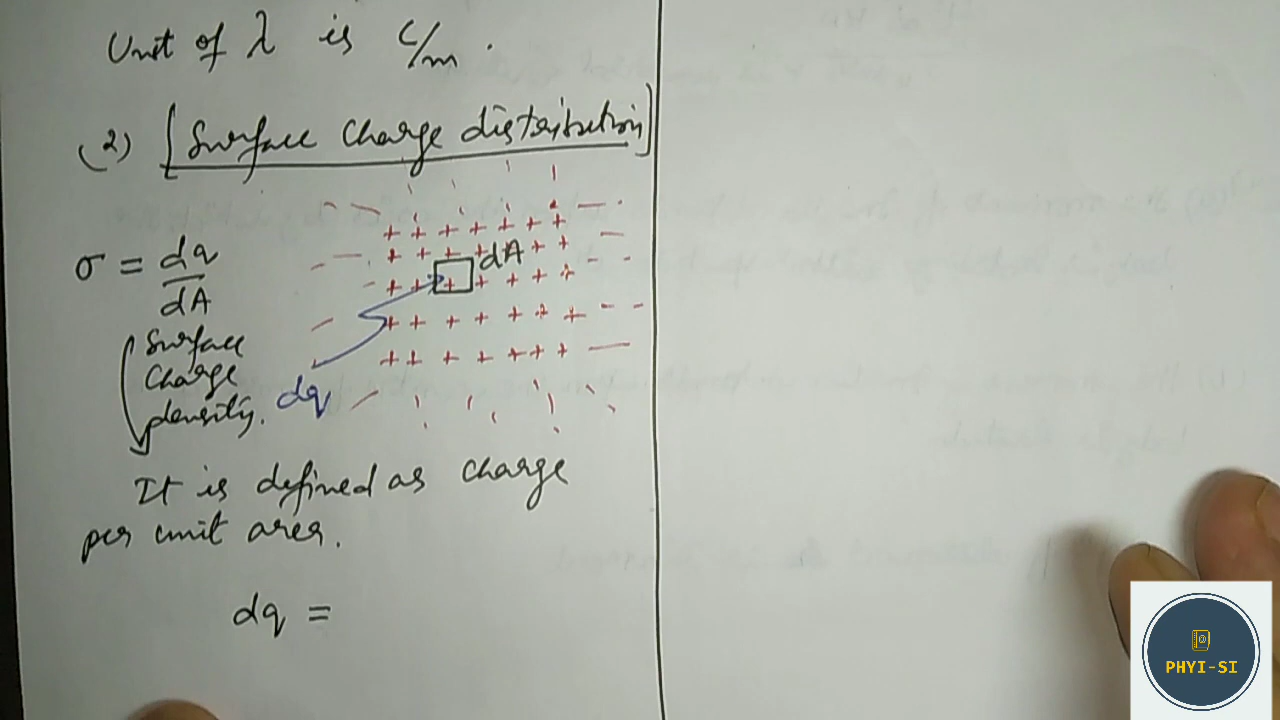 Unit of λ is C/m.
(2) [Surface Charge distribution]
σ = dq/dA
dA
Surface
Charge
density.
dq
It is defined as charge
per unit area.
dq =
PHYI-SI